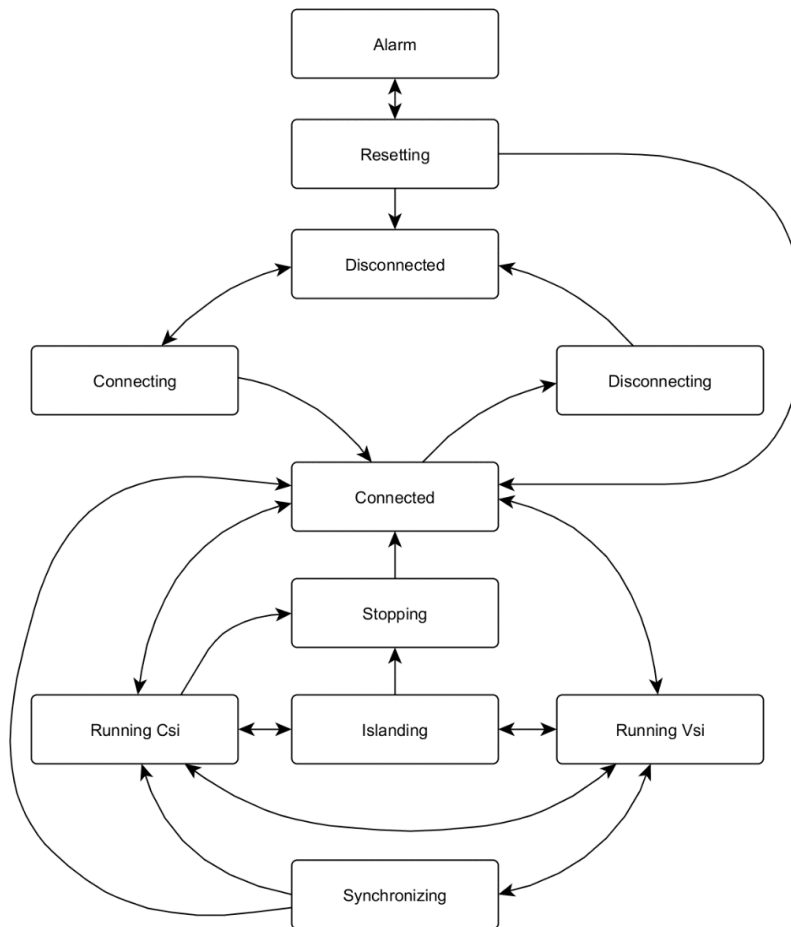 Alarm
Resetting
Disconnected
Connecting
Disconnecting
Connected
Stopping
Running Csi
Islanding
Running Vsi
Synchronizing